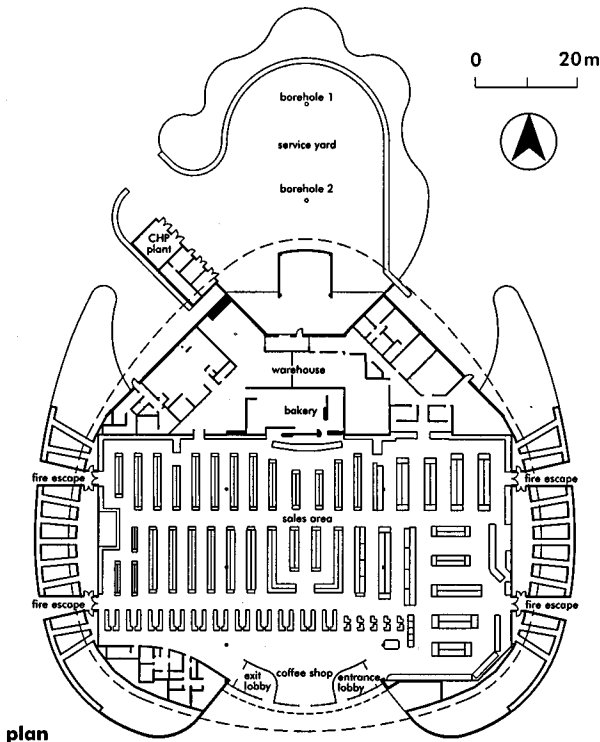 0 20m
borehole 1
service yard
borehole 2
CHP
plant
warehouse
bakery
fire escape
fire escape
sales area
fire escape
fire escape
coffee shop
exit
lobby
entrance
lobby
plan